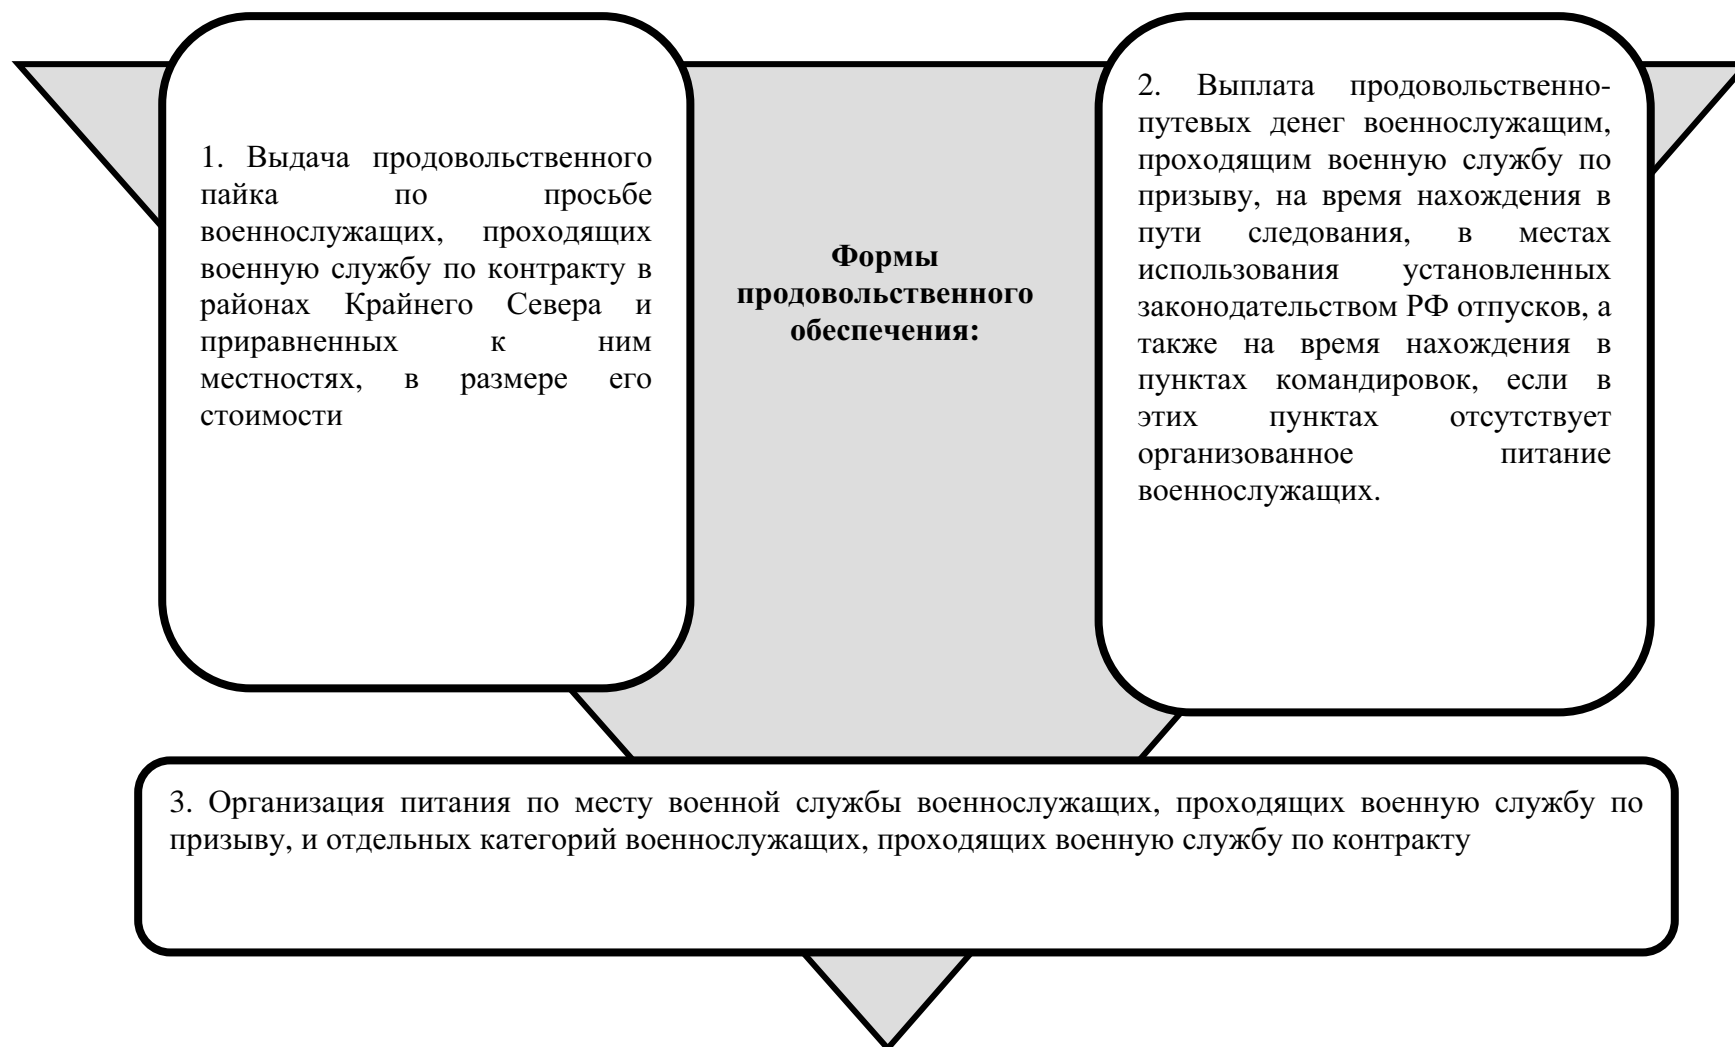 1. Выдача продовольственного
пайка по просьбе
военнослужащих, проходящих
военную службу по контракту в
районах Крайнего Севера и
приравненных к ним
местностях, в размере его
стоимости
Формы
продовольственного
обеспечения:
2. Выплата продовольственно-
путевых денег военнослужащим,
проходящим военную службу по
призыву, на время нахождения в
пути следования, в местах
использования установленных
законодательством РФ отпусков, а
также на время нахождения в
пунктах командировок, если в
этих пунктах отсутствует
организованное питание
военнослужащих.
3. Организация питания по месту военной службы военнослужащих, проходящих военную службу по
призыву, и отдельных категорий военнослужащих, проходящих военную службу по контракту